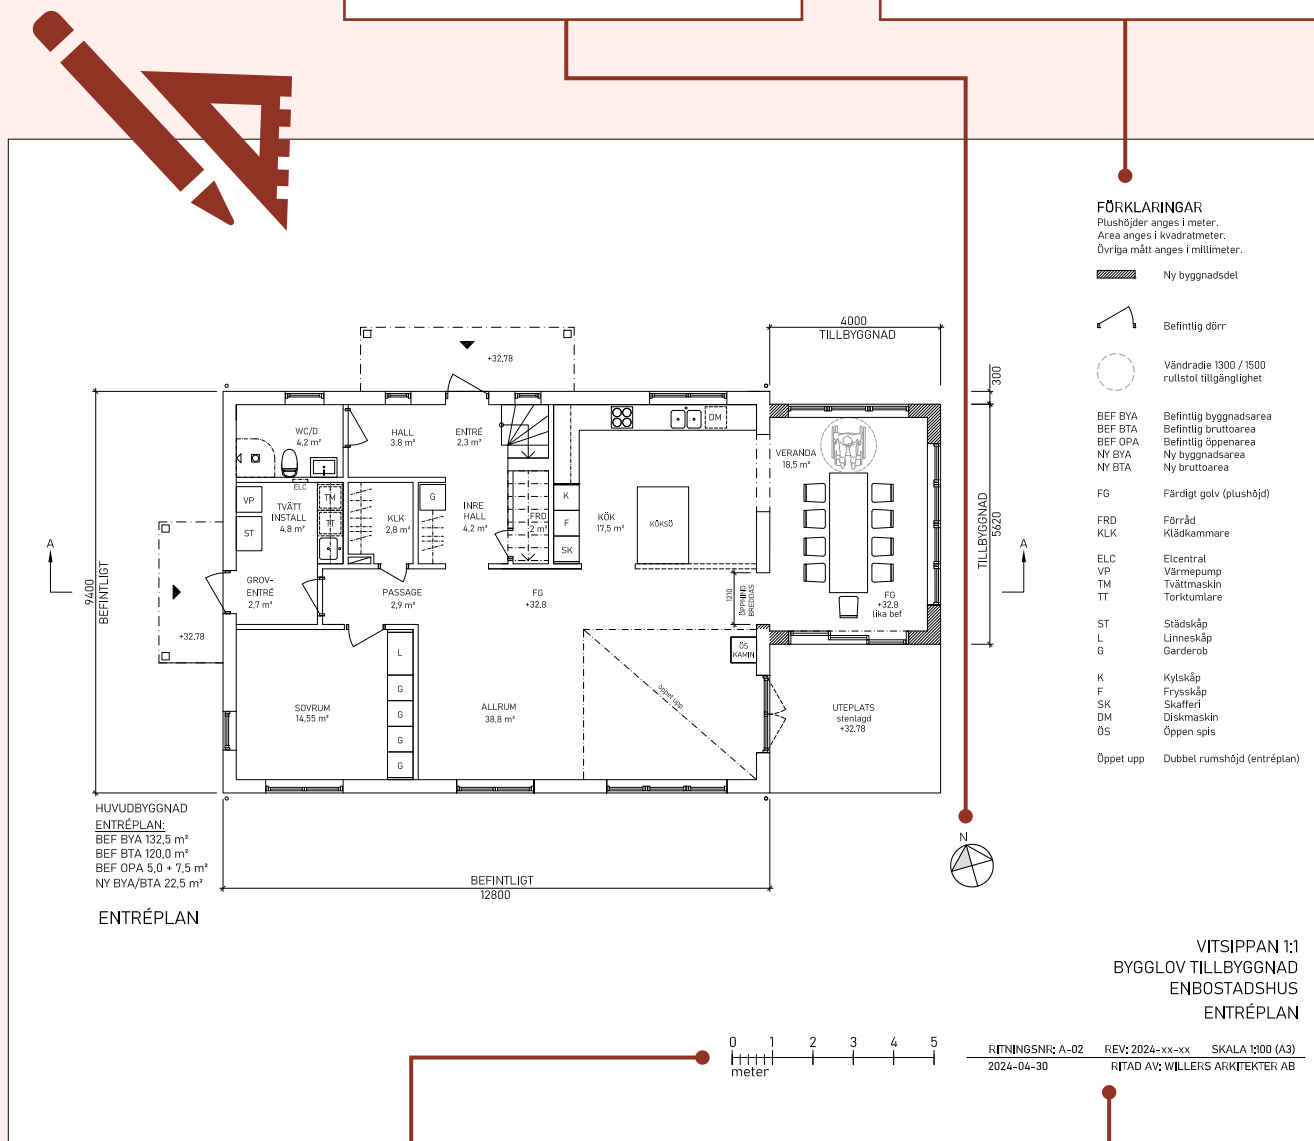 FÖRKLARINGAR
Plushöjder anges i meter.
Area anges i kvadratmeter.
Övriga mått anges i millimeter.
Ny byggnadsdel
Befintlig dörr
Vändradie 1300 / 1500
rullstol tillgänglighet
BEF BYA Befintlig byggnadsarea
BEF BTA Befintlig bruttoarea
BEF OPA Befintlig öppenarea
NY BYA Ny byggnadsarea
NY BTA Ny bruttoarea
FG Färdigt golv (plushöjd)
FRD Förråd
KLK Klädkammare
ELC Elcentral
VP Värmepump
TM Tvättmaskin
TT Torktumlare
ST Städskåp
L Linneskåp
G Garderob
K Kylskåp
F Frysskåp
SK Skafferi
DM Diskmaskin
ÖS Öppen spis
Öppet upp Dubbel rumshöjd (entréplan)
4000
TILLBYGGNAD
300
+32,78
WC/D
4,2 m²
HALL
3,8 m²
ENTRÉ
2,3 m²
DM
VERANDA
18,5 m²
ELC
VP
ST
TVÄTT
INSTALL
4,8 m²
TM
TT
KLK
2,8 m²
G
INRE
HALL
4,2 m²
FRD
2 m²
K
F
SK
KÖK
17,5 m²
KÖKSÖ
TILLBYGGNAD
5620
A
A
9400
BEFINTLIGT
GROV-
ENTRÉ
2,7 m²
PASSAGE
2,9 m²
FG
+32,8
1210
ÖPPNING
BREDDAS
FG
+32,8
lika bef
+32,78
L
G
G
G
G
ÖS
KAMIN
öppet upp
SOVRUM
14,55 m²
ALLRUM
38,8 m²
UTEPLATS
stenlagd
+32,78
HUVUDBYGGNAD
ENTRÉPLAN:
BEF BYA 132,5 m²
BEF BTA 120,0 m²
BEF OPA 5,0 + 7,5 m²
NY BYA/BTA 22,5 m²
BEFINTLIGT
12800
N
ENTRÉPLAN
VITSIPPAN 1:1
BYGGLOV TILLBYGGNAD
ENBOSTADSHUS
ENTRÉPLAN
0 1 2 3 4 5
meter
RITNINGSNR: A-02 REV: 2024-xx-xx SKALA 1:100 (A3)
2024-04-30 RITAD AV: WILLERS ARKITEKTER AB